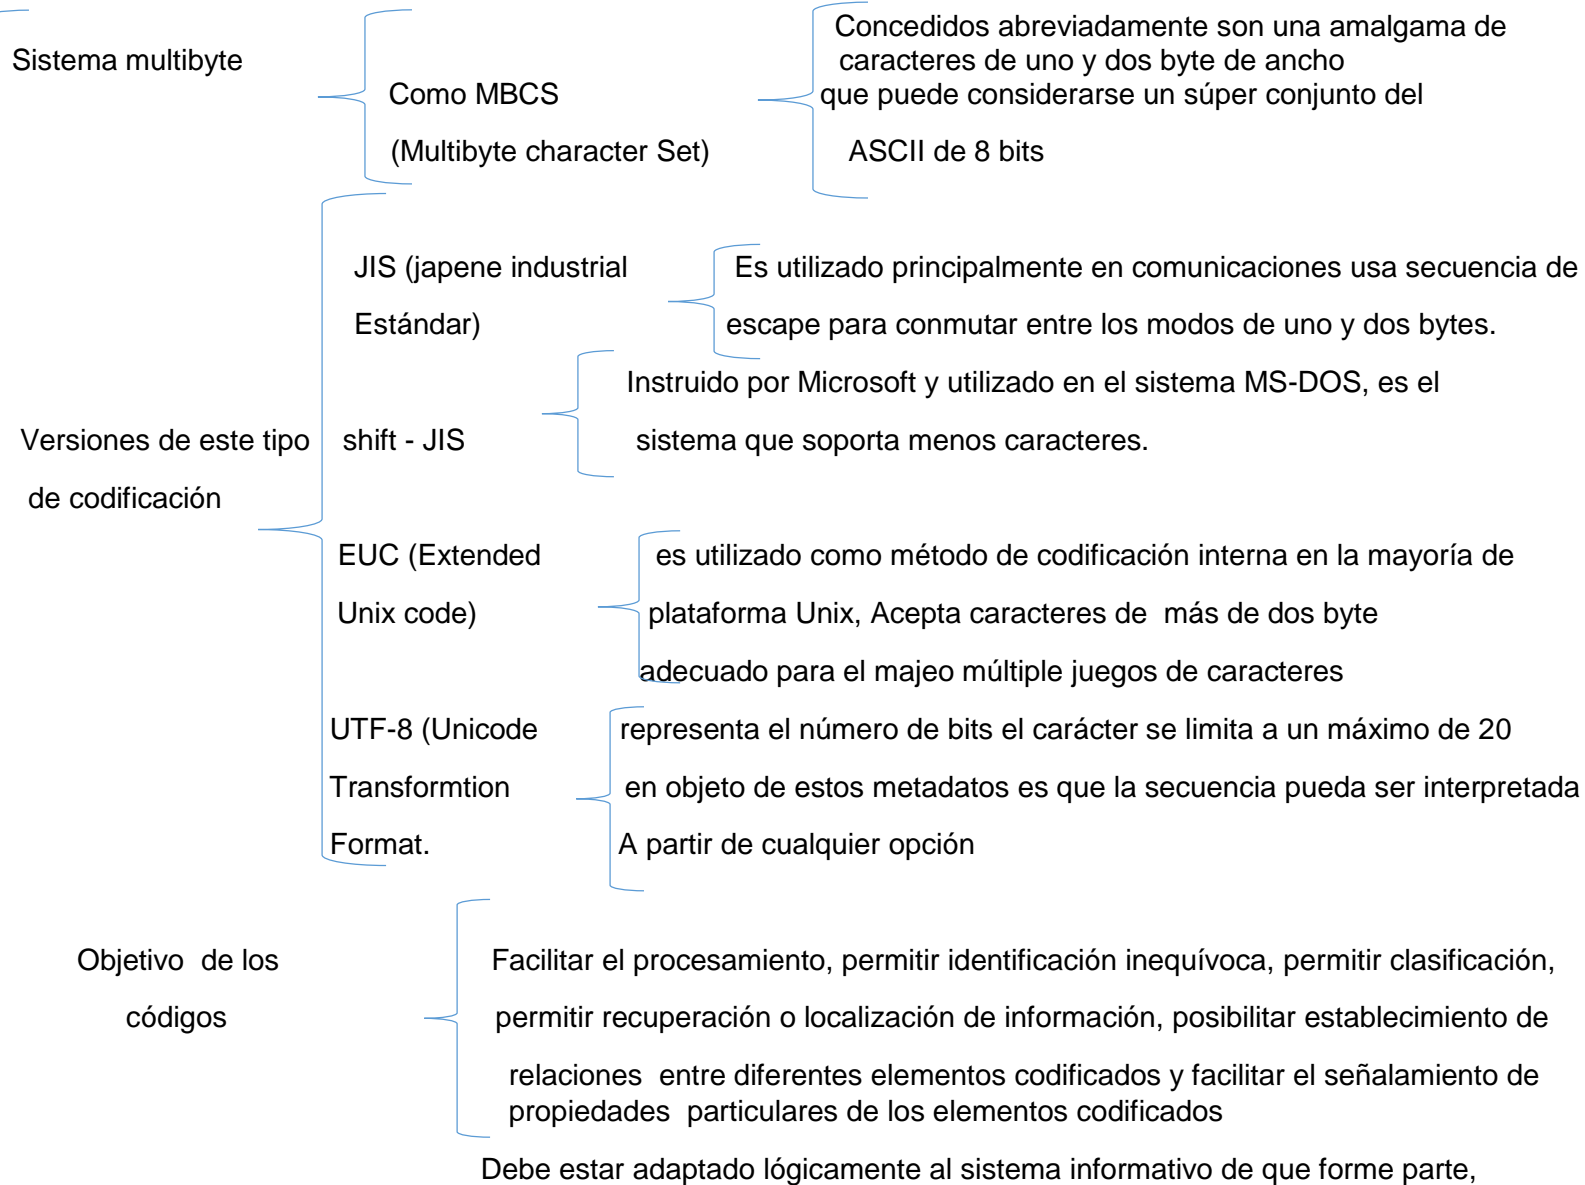 Sistema multibyte
Como MBCS
(Multibyte character Set)
Concedidos abreviadamente son una amalgama de
caracteres de uno y dos byte de ancho
que puede considerarse un súper conjunto del
ASCII de 8 bits
Versiones de este tipo
de codificación
JIS (japene industrial
Estándar)
Es utilizado principalmente en comunicaciones usa secuencia de
escape para conmutar entre los modos de uno y dos bytes.
shift - JIS
Instruido por Microsoft y utilizado en el sistema MS-DOS, es el
sistema que soporta menos caracteres.
EUC (Extended
Unix code)
es utilizado como método de codificación interna en la mayoría de
plataforma Unix, Acepta caracteres de más de dos byte
adecuado para el majeo múltiple juegos de caracteres
UTF-8 (Unicode
Transformtion
Format.
representa el número de bits el carácter se limita a un máximo de 20
en objeto de estos metadatos es que la secuencia pueda ser interpretada
A partir de cualquier opción
Objetivo de los
códigos
Facilitar el procesamiento, permitir identificación inequívoca, permitir clasificación,
permitir recuperación o localización de información, posibilitar establecimiento de
relaciones entre diferentes elementos codificados y facilitar el señalamiento de
propiedades particulares de los elementos codificados
Debe estar adaptado lógicamente al sistema informativo de que forme parte,